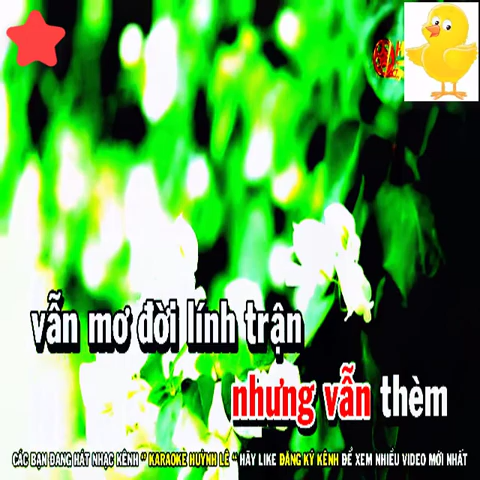 vẫn mơ đời lính trận
nhưng vẫn thèm
CÁC BẠN ĐANG HÁT NHẠC KÊNH " KARAOKE HUỲNH LÊ " HÃY LIKE ĐĂNG KÝ KÊNH ĐỂ XEM NHIỀU VIDEO MỚI NHẤT